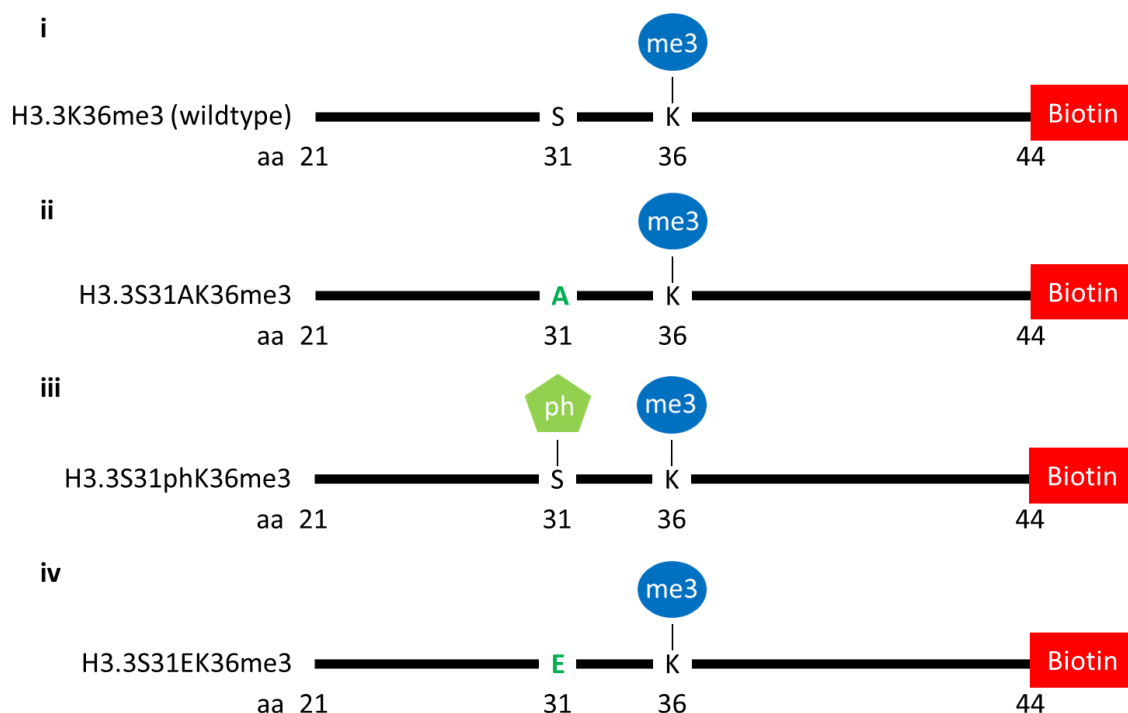 i
me3
H3.3K36me3 (wildtype) S K Biotin
aa 21 31 36 44
ii
me3
H3.3S31AK36me3 A K Biotin
aa 21 31 36 44
iii
ph me3
H3.3S31phK36me3 S K Biotin
aa 21 31 36 44
iv
me3
H3.3S31EK36me3 E K Biotin
aa 21 31 36 44